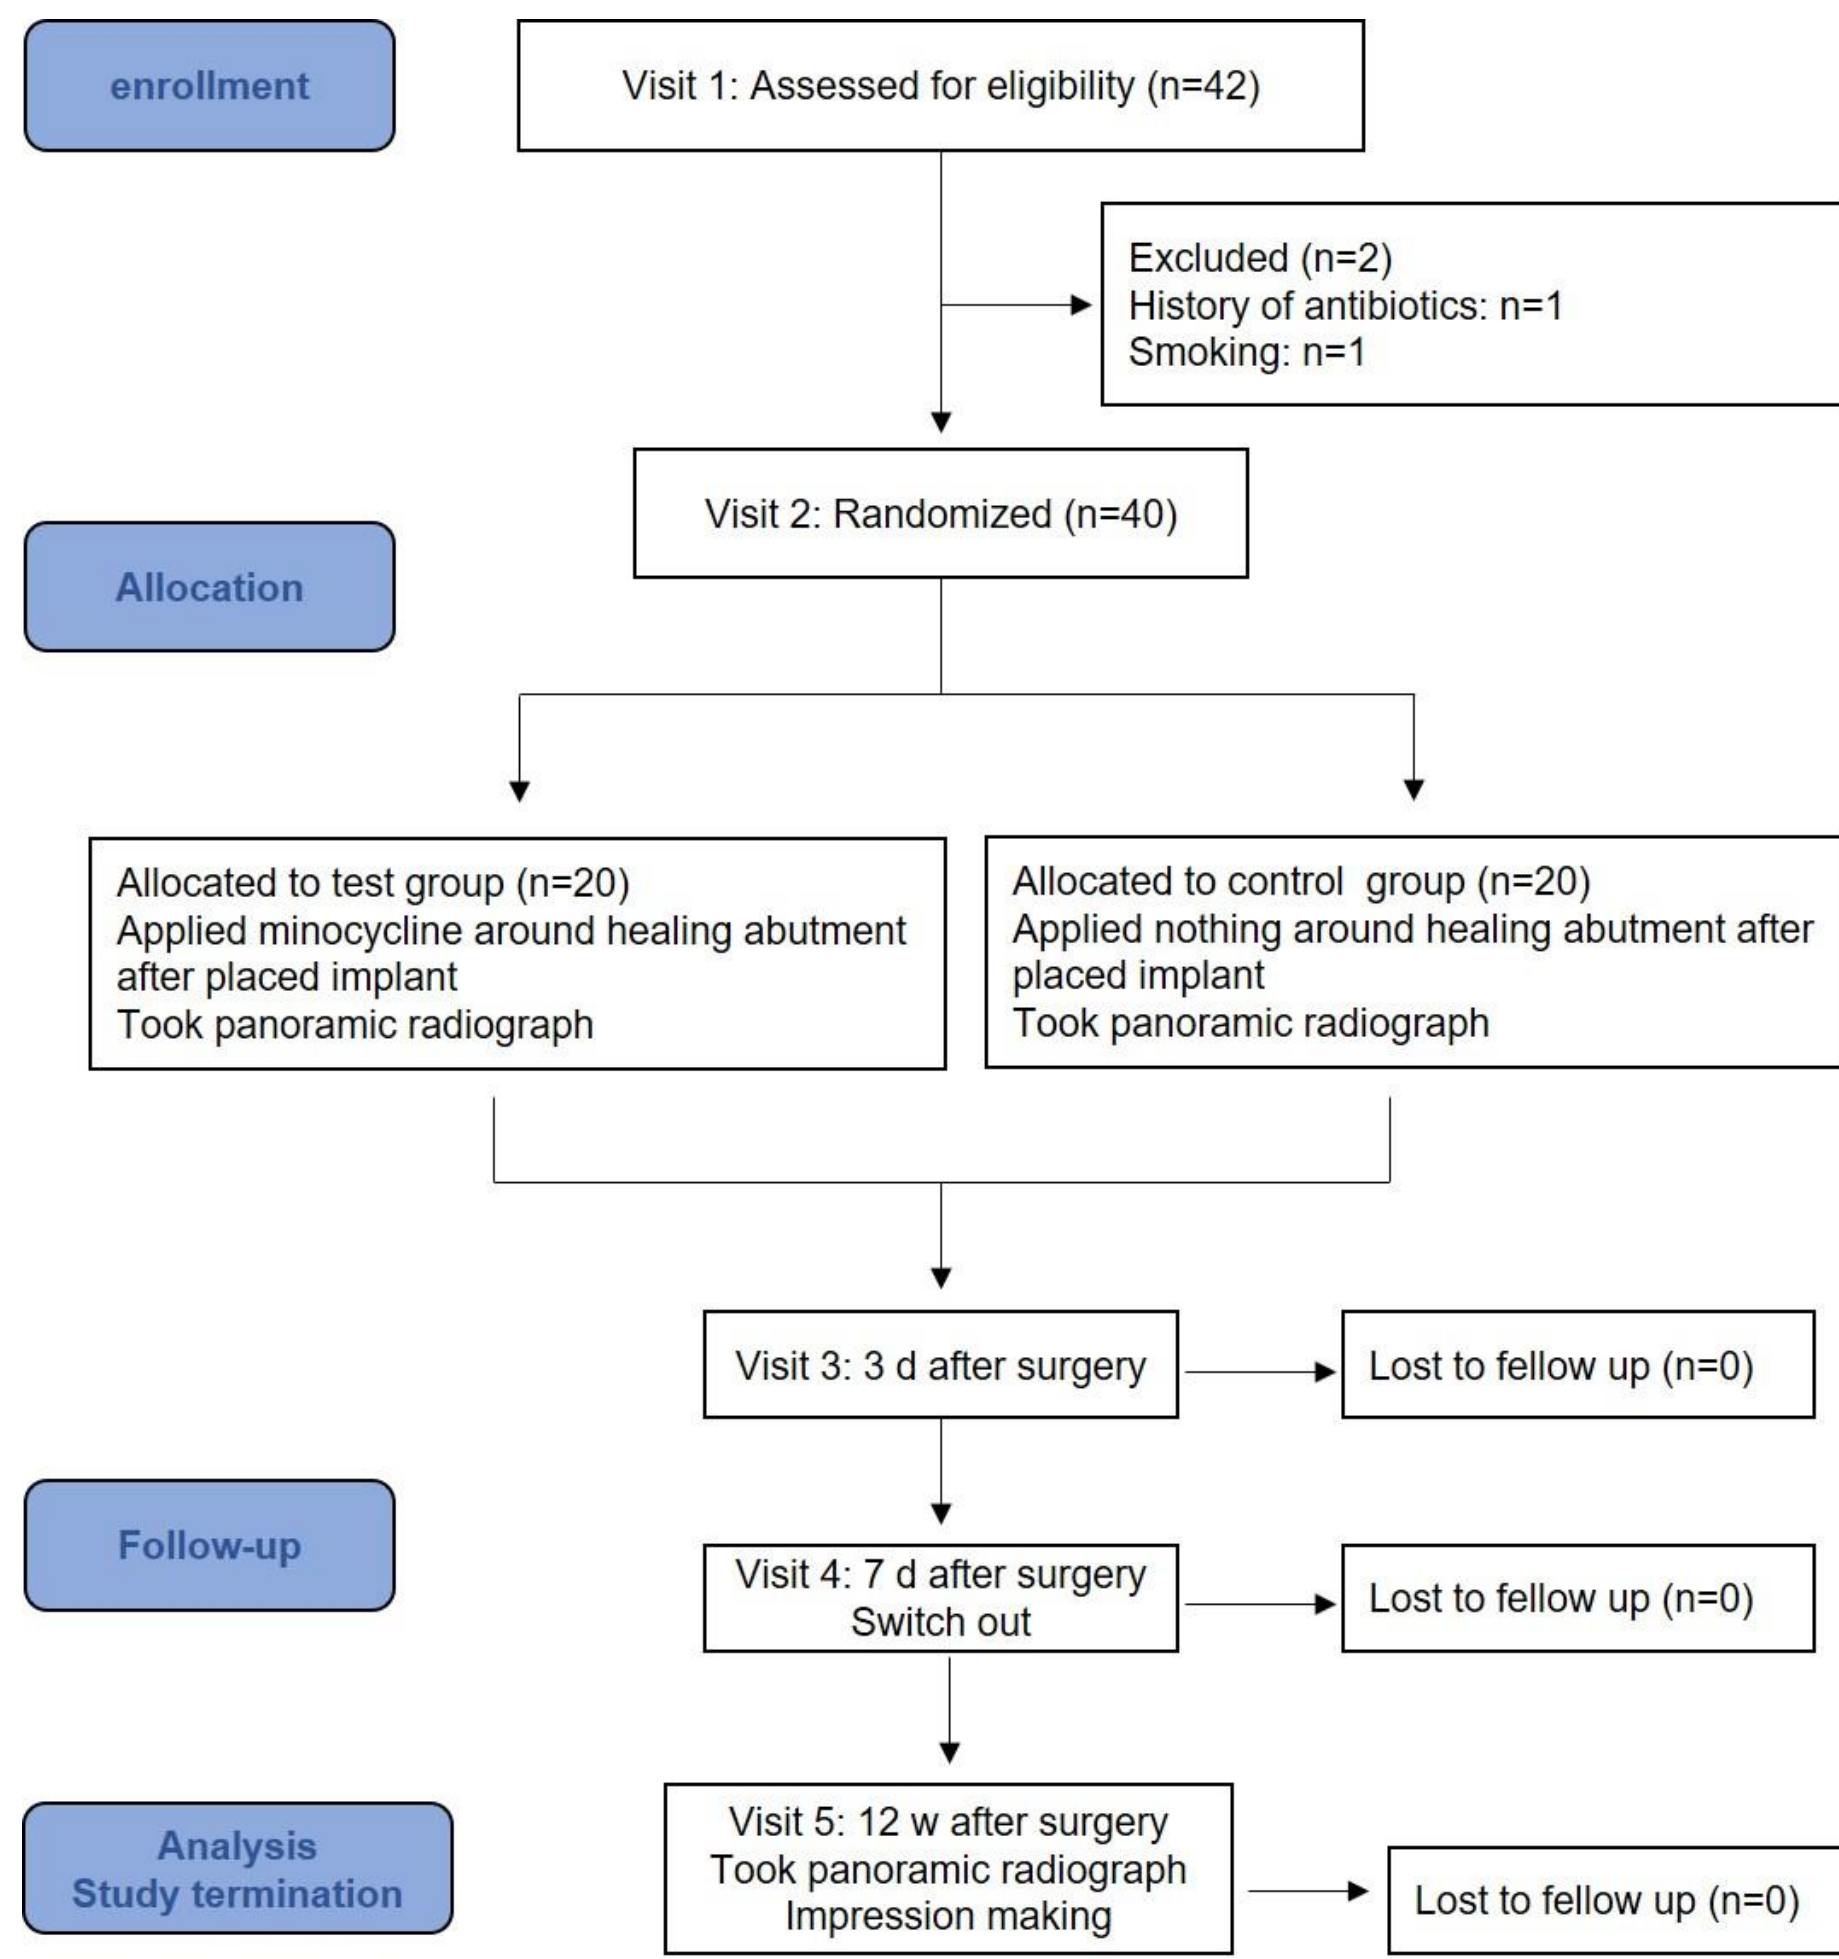 enrollment
Visit 1: Assessed for eligibility (n=42)
Excluded (n=2)
History of antibiotics: n=1
Smoking: n=1
Visit 2: Randomized (n=40)
Allocation
Allocated to test group (n=20)
Applied minocycline around healing abutment
after placed implant
Took panoramic radiograph
Allocated to control group (n=20)
Applied nothing around healing abutment after
placed implant
Took panoramic radiograph
Visit 3: 3 d after surgery
Lost to fellow up (n=0)
Follow-up
Visit 4: 7 d after surgery
Switch out
Lost to fellow up (n=0)
Analysis
Study termination
Visit 5: 12 w after surgery
Took panoramic radiograph
Impression making
Lost to fellow up (n=0)